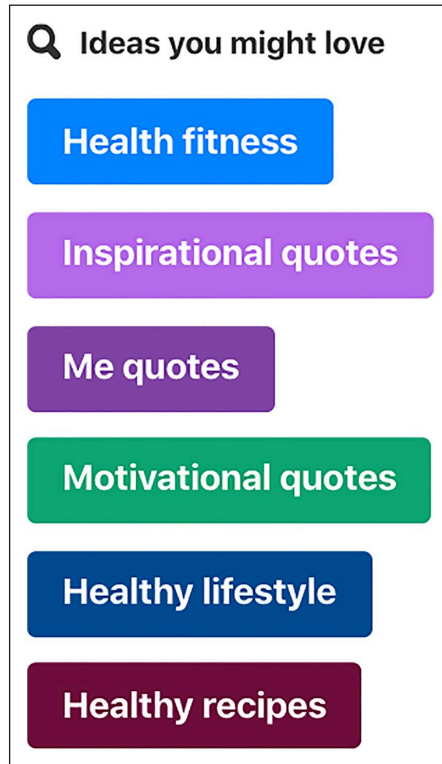 Ideas you might love
Health fitness
Inspirational quotes
Me quotes
Motivational quotes
Healthy lifestyle
Healthy recipes